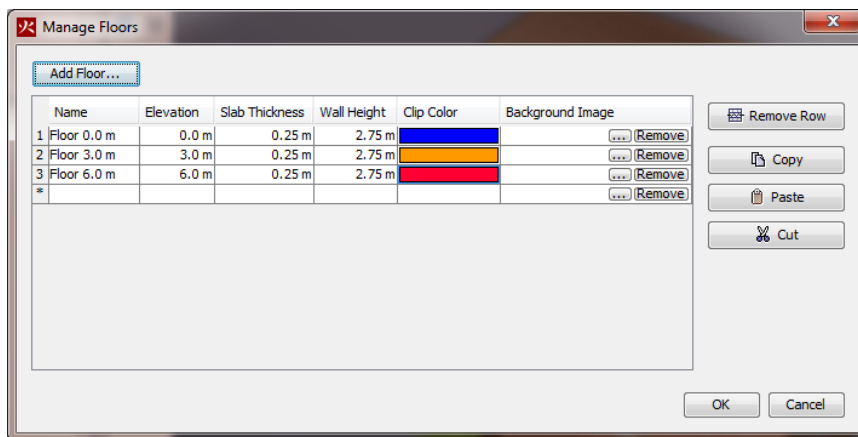 Manage Floors
Add Floor...
Name Elevation Slab Thickness Wall Height Clip Color Background Image
1 Floor 0.0 m 0.0 m 0.25 m 2.75 m ... Remove
2 Floor 3.0 m 3.0 m 0.25 m 2.75 m ... Remove
3 Floor 6.0 m 6.0 m 0.25 m 2.75 m ... Remove
* ... Remove
Remove Row
Copy
Paste
Cut
OK Cancel